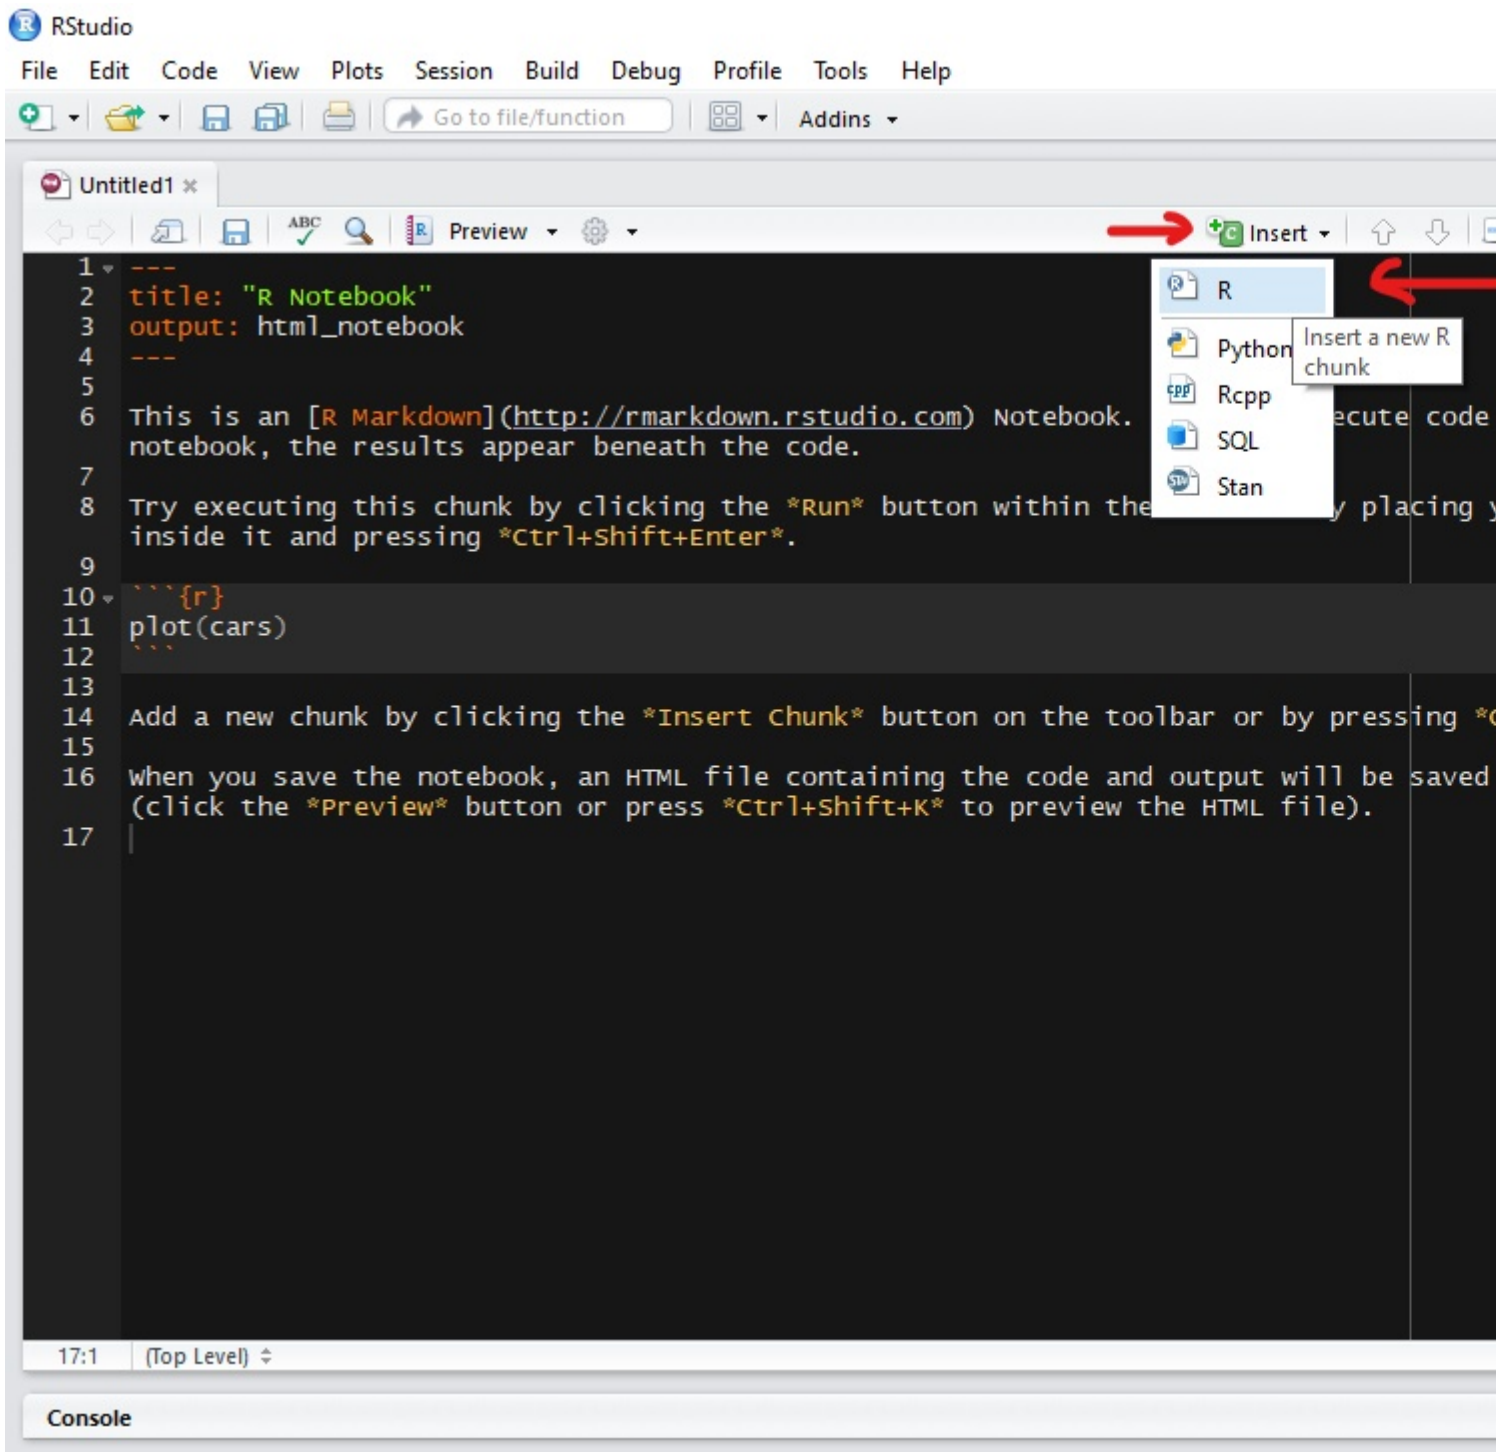 RStudio
File Edit Code View Plots Session Build Debug Profile Tools Help
Go to file/function Addins
Untitled1
ABC Preview Insert
1 ---
2 title: "R Notebook"
3 output: html_notebook
4 ---
5
6 This is an [R Markdown](http://rmarkdown.rstudio.com) Notebook. ecute code
notebook, the results appear beneath the code.
7
8 Try executing this chunk by clicking the *Run* button within the y placing
inside it and pressing *Ctrl+Shift+Enter*.
9
10 ```{r}
11 plot(cars)
12 ```
13
14 Add a new chunk by clicking the *Insert Chunk* button on the toolbar or by pressing
15
16 When you save the notebook, an HTML file containing the code and output will be saved
(click the *Preview* button or press *Ctrl+Shift+K* to preview the HTML file).
17
R
Python
Rcpp
SQL
Stan
Insert a new R
chunk
17:1 (Top Level)
Console